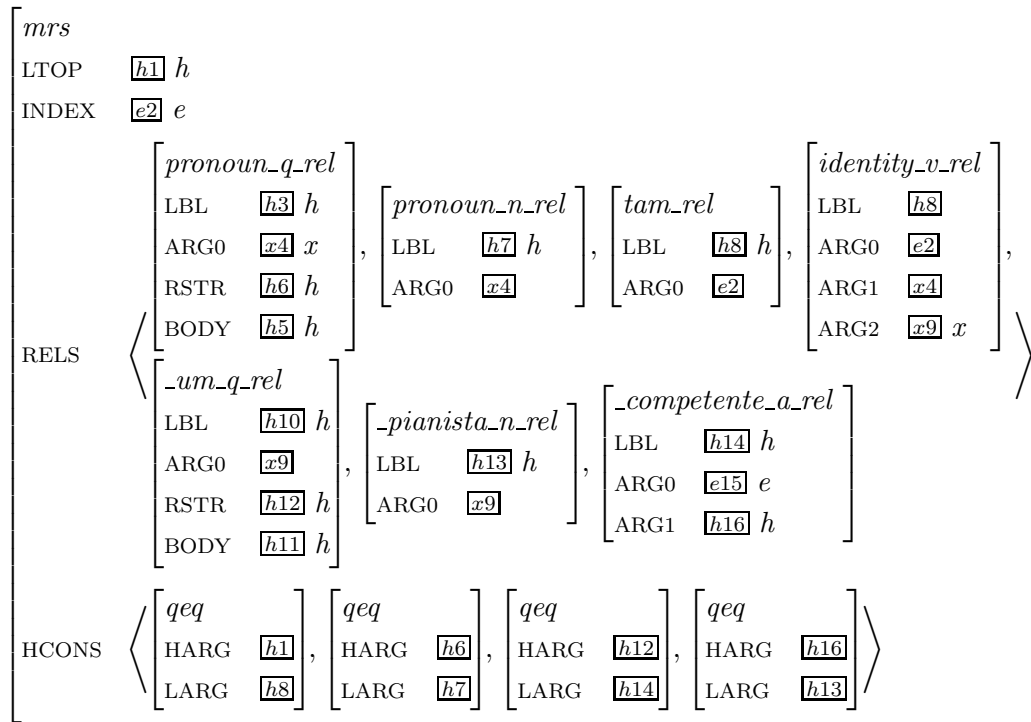 mrs
LTOP h1 h
INDEX e2 e
RELS
pronoun_q_rel
LBL h3 h
ARG0 x4 x
RSTR h6 h
BODY h5 h
,
pronoun_n_rel
LBL h7 h
ARG0 x4
,
tam_rel
LBL h8 h
ARG0 e2
,
identity_v_rel
LBL h8
ARG0 e2
ARG1 x4
ARG2 x9 x
,
_um_q_rel
LBL h10 h
ARG0 x9
RSTR h12 h
BODY h11 h
,
_pianista_n_rel
LBL h13 h
ARG0 x9
,
_competente_a_rel
LBL h14 h
ARG0 e15 e
ARG1 h16 h
HCONS
qeq
HARG h1
LARG h8
,
qeq
HARG h6
LARG h7
,
qeq
HARG h12
LARG h14
,
qeq
HARG h16
LARG h13